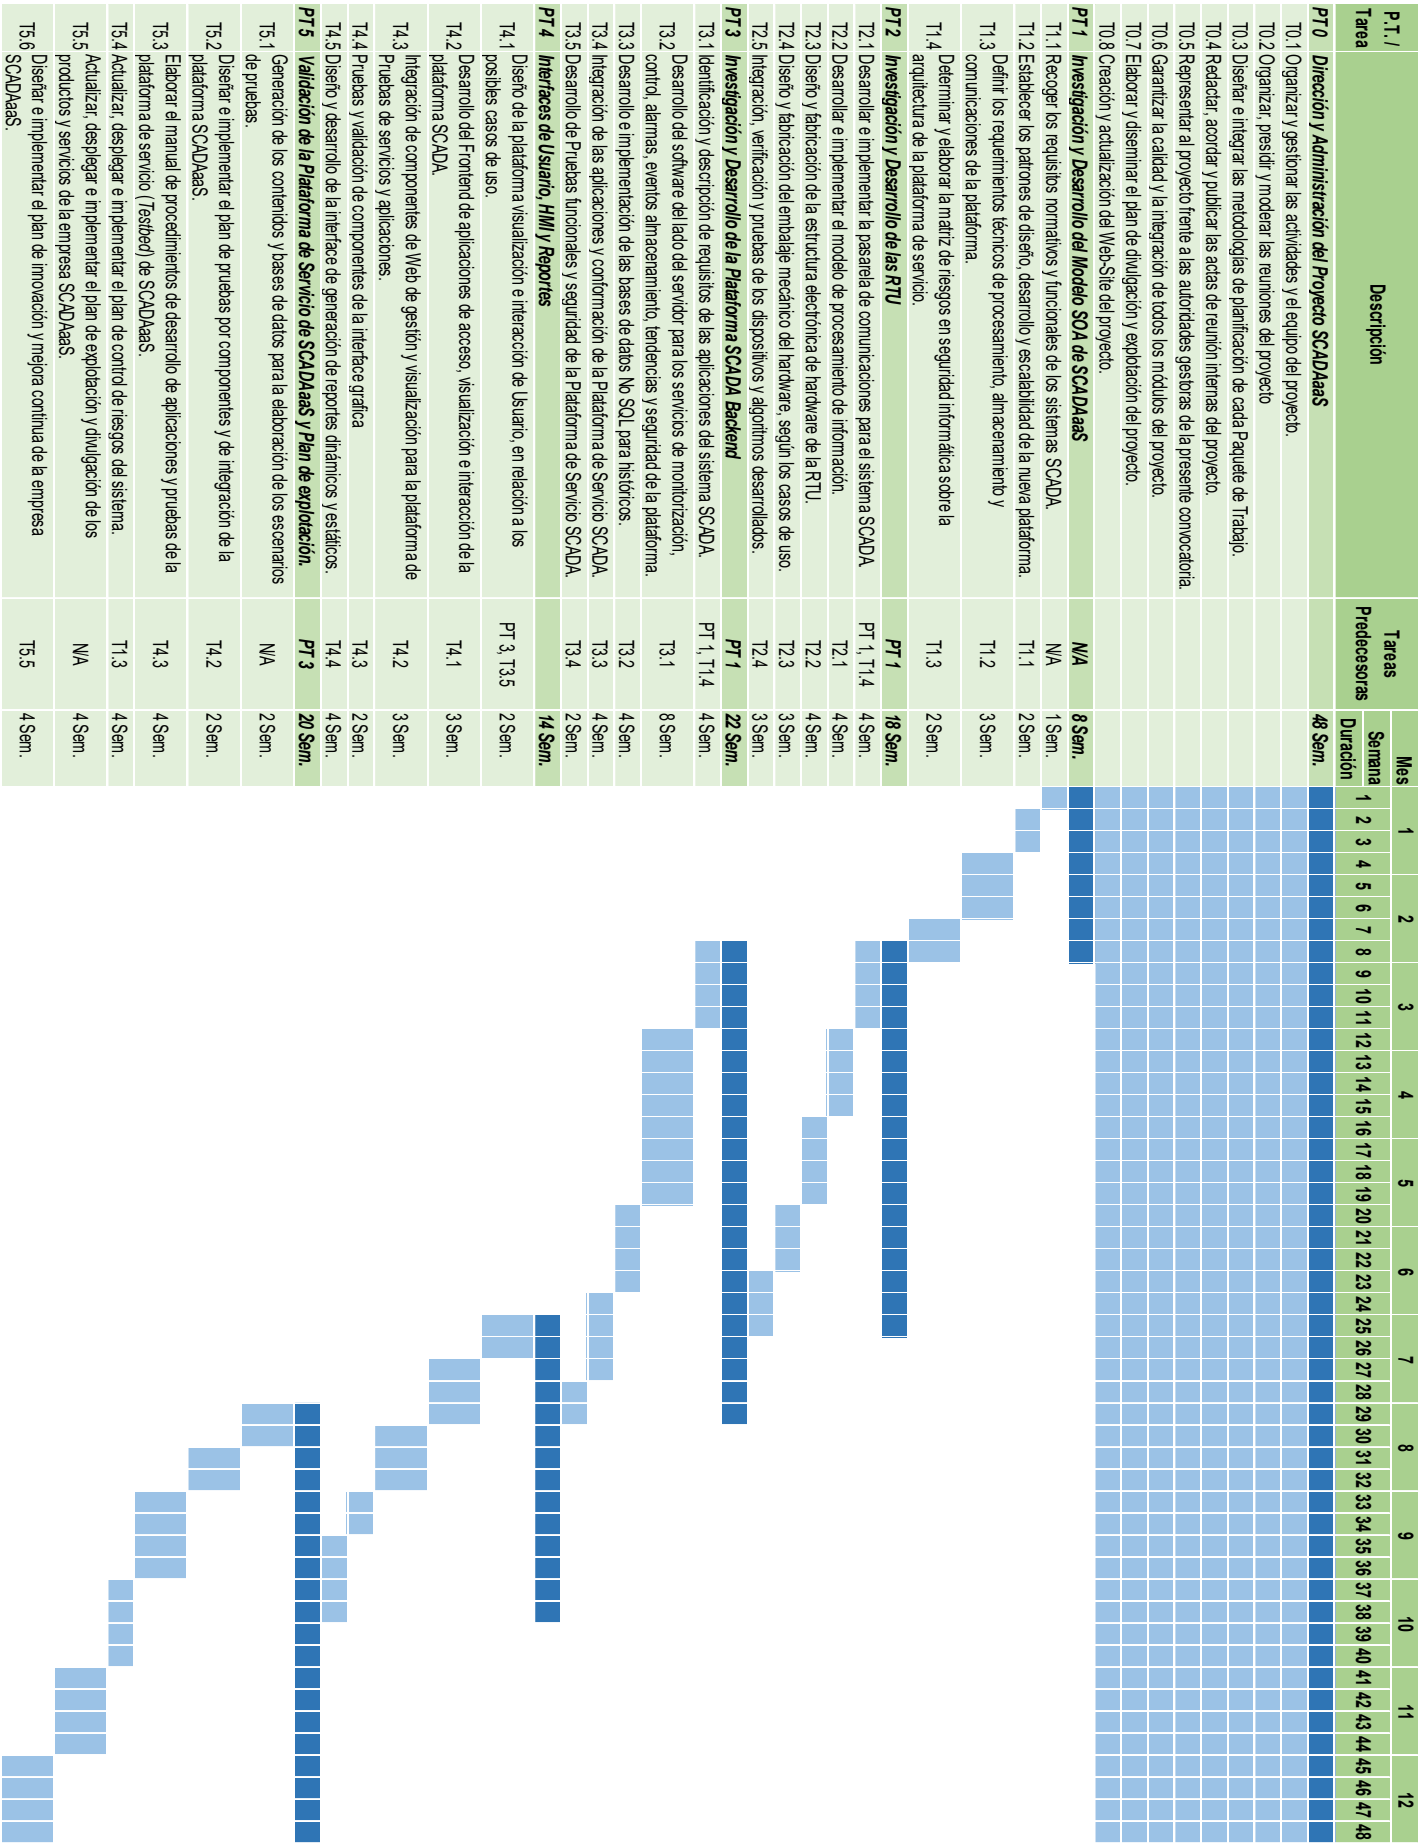 P.T. / Tarea Descripción Tareas Predecesoras Mes 1 2 3 4 5 6 7 8 9 10 11 12
Semana 1 2 3 4 5 6 7 8 9 10 11 12 13 14 15 16 17 18 19 20 21 22 23 24 25 26 27 28 29 30 31 32 33 34 35 36 37 38 39 40 41 42 43 44 45 46 47 48
Duración
PT 0 Dirección y Administración del Proyecto SCADAaaS 48 Sem.
T0.1 Organizar y gestionar las actividades y el equipo del proyecto.
T0.2 Organizar, presidir y moderar las reuniones del proyecto
T0.3 Diseñar e integrar las metodologías de planificación de cada Paquete de Trabajo.
T0.4 Redactar, acordar y publicar las actas de reunión internas del proyecto.
T0.5 Representar al proyecto frente a las autoridades gestoras de la presente convocatoria.
T0.6 Garantizar la calidad y la integración de todos los módulos del proyecto.
T0.7 Elaborar y diseminar el plan de divulgación y explotación del proyecto.
T0.8 Creación y actualización del Web-Site del proyecto.
PT 1 Investigación y Desarrollo del Modelo SOA de SCADAaaS N/A 8 Sem.
T1.1 Recoger los requisitos normativos y funcionales de los sistemas SCADA. N/A 1 Sem.
T1.2 Establecer los patrones de diseño, desarrollo y escalabilidad de la nueva plataforma. T1.1 2 Sem.
T1.3 Definir los requerimientos técnicos de procesamiento, almacenamiento y
comunicaciones de la plataforma. T1.2 3 Sem.
T1.4 Determinar y elaborar la matriz de riesgos en seguridad informática sobre la
arquitectura de la plataforma de servicio. T1.3 2 Sem.
PT 2 Investigación y Desarrollo de las RTU PT 1 18 Sem.
T2.1 Desarrollar e implementar la pasarela de comunicaciones para el sistema SCADA PT 1, T1.4 4 Sem.
T2.2 Desarrollar e implementar el modelo de procesamiento de información. T2.1 4 Sem.
T2.3 Diseño y fabricación de la estructura electrónica de hardware de la RTU. T2.2 4 Sem.
T2.4 Diseño y fabricación del embalaje mecánico del hardware, según los casos de uso. T2.3 3 Sem.
T2.5 Integración, verificación y pruebas de los dispositivos y algoritmos desarrollados. T2.4 3 Sem.
PT 3 Investigación y Desarrollo de la Plataforma SCADA Backend PT 1 22 Sem.
T3.1 Identificación y descripción de requisitos de las aplicaciones del sistema SCADA. PT 1, T1.4 4 Sem.
T3.2 Desarrollo del software del lado del servidor para los servicios de monitorización,
control, alarmas, eventos almacenamiento, tendencias y seguridad de la plataforma. T3.1 8 Sem.
T3.3 Desarrollo e implementación de las bases de datos No SQL para históricos. T3.2 4 Sem.
T3.4 Integración de las aplicaciones y conformación de la Plataforma de Servicio SCADA. T3.3 4 Sem.
T3.5 Desarrollo de Pruebas funcionales y seguridad de la Plataforma de Servicio SCADA. T3.4 2 Sem.
PT 4 Interfaces de Usuario, HMI y Reportes 14 Sem.
T4.1 Diseño de la plataforma visualización e interacción de Usuario, en relación a los
posibles casos de uso. PT 3, T3.5 2 Sem.
T4.2 Desarrollo del Frontend de aplicaciones de acceso, visualización e interacción de la
plataforma SCADA. T4.1 3 Sem.
T4.3 Integración de componentes de Web de gestión y visualización para la plataforma de
Pruebas de servicios y aplicaciones. T4.2 3 Sem.
T4.4 Pruebas y validación de componentes de la interface grafica T4.3 2 Sem.
T4.5 Diseño y desarrollo de la interface de generación de reportes dinámicos y estáticos. T4.4 4 Sem.
PT 5 Validación de la Plataforma de Servicio de SCADAaaS y Plan de explotación. PT 3 20 Sem.
T5.1 Generación de los contenidos y bases de datos para la elaboración de los escenarios
de pruebas. N/A 2 Sem.
T5.2 Diseñar e implementar el plan de pruebas por componentes y de integración de la
plataforma SCADAaaS. T4.2 2 Sem.
T5.3 Elaborar el manual de procedimientos de desarrollo de aplicaciones y pruebas de la
plataforma de servicio (Testbed) de SCADAaaS. T4.3 4 Sem.
T5.4 Actualizar, desplegar e implementar el plan de control de riesgos del sistema. T1.3 4 Sem.
T5.5 Actualizar, desplegar e implementar el plan de explotación y divulgación de los
productos y servicios de la empresa SCADAaaS. N/A 4 Sem.
T5.6 Diseñar e implementar el plan de innovación y mejora continua de la empresa
SCADAaaS. T5.5 4 Sem.